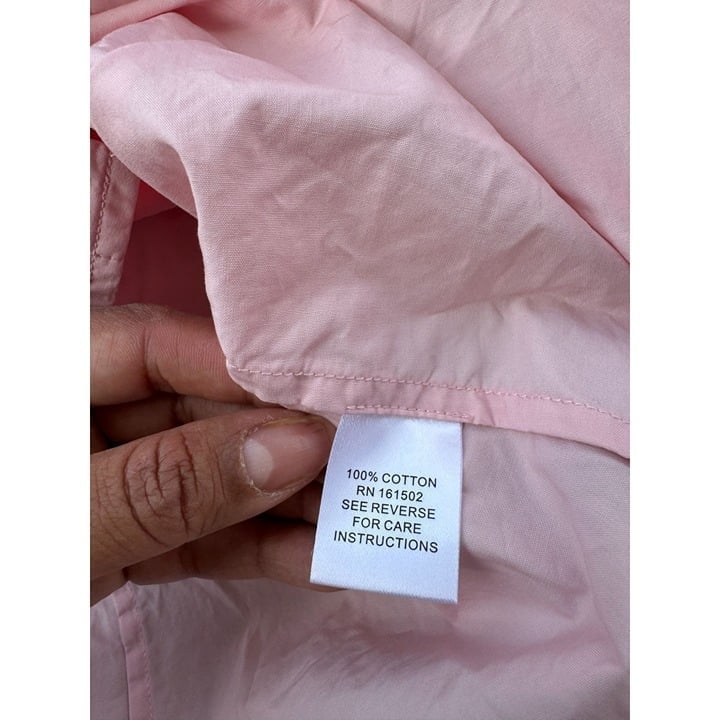 100% COTTON
RN 161502
SEE REVERSE
FOR CARE
INSTRUCTIONS